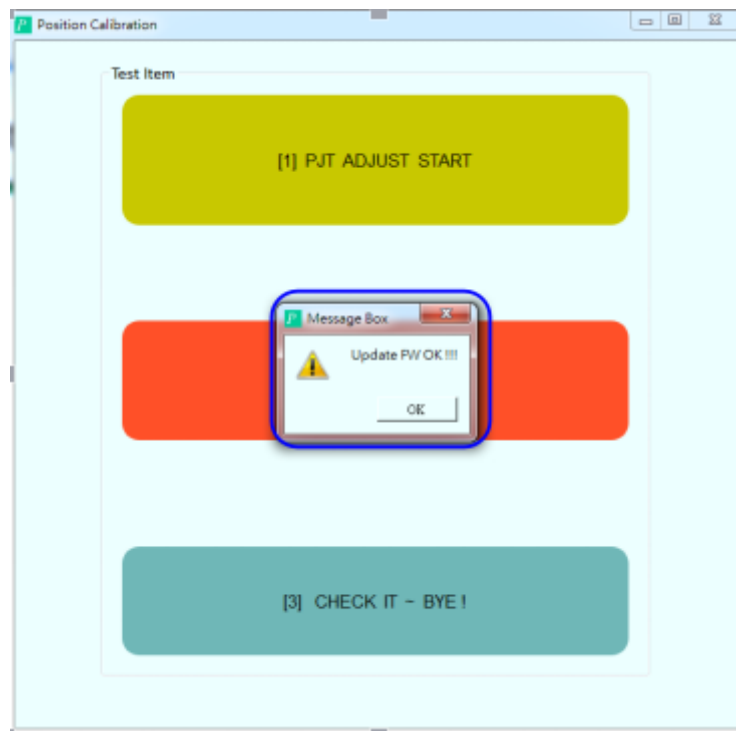 Position Calibration
Test Item
[1] PJT ADJUST START
Message Box
Update FW OK !!!!
OK
[3] CHECK IT ~ BYE !